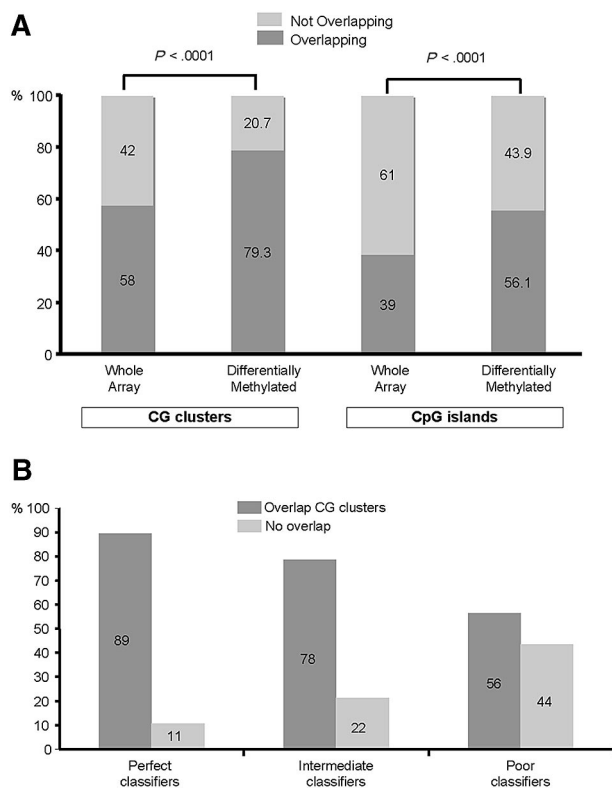 A
Not Overlapping
Overlapping
P < .0001
P < .0001
% 100
80
60
40
20
0
42
58
20.7
79.3
61
39
43.9
56.1
Whole Array
Differentially Methylated
Whole Array
Differentially Methylated
CG clusters
CpG islands
B
Overlap CG clusters
No overlap
% 100
90
80
70
60
50
40
30
20
10
0
89
11
78
22
56
44
Perfect classifiers
Intermediate classifiers
Poor classifiers